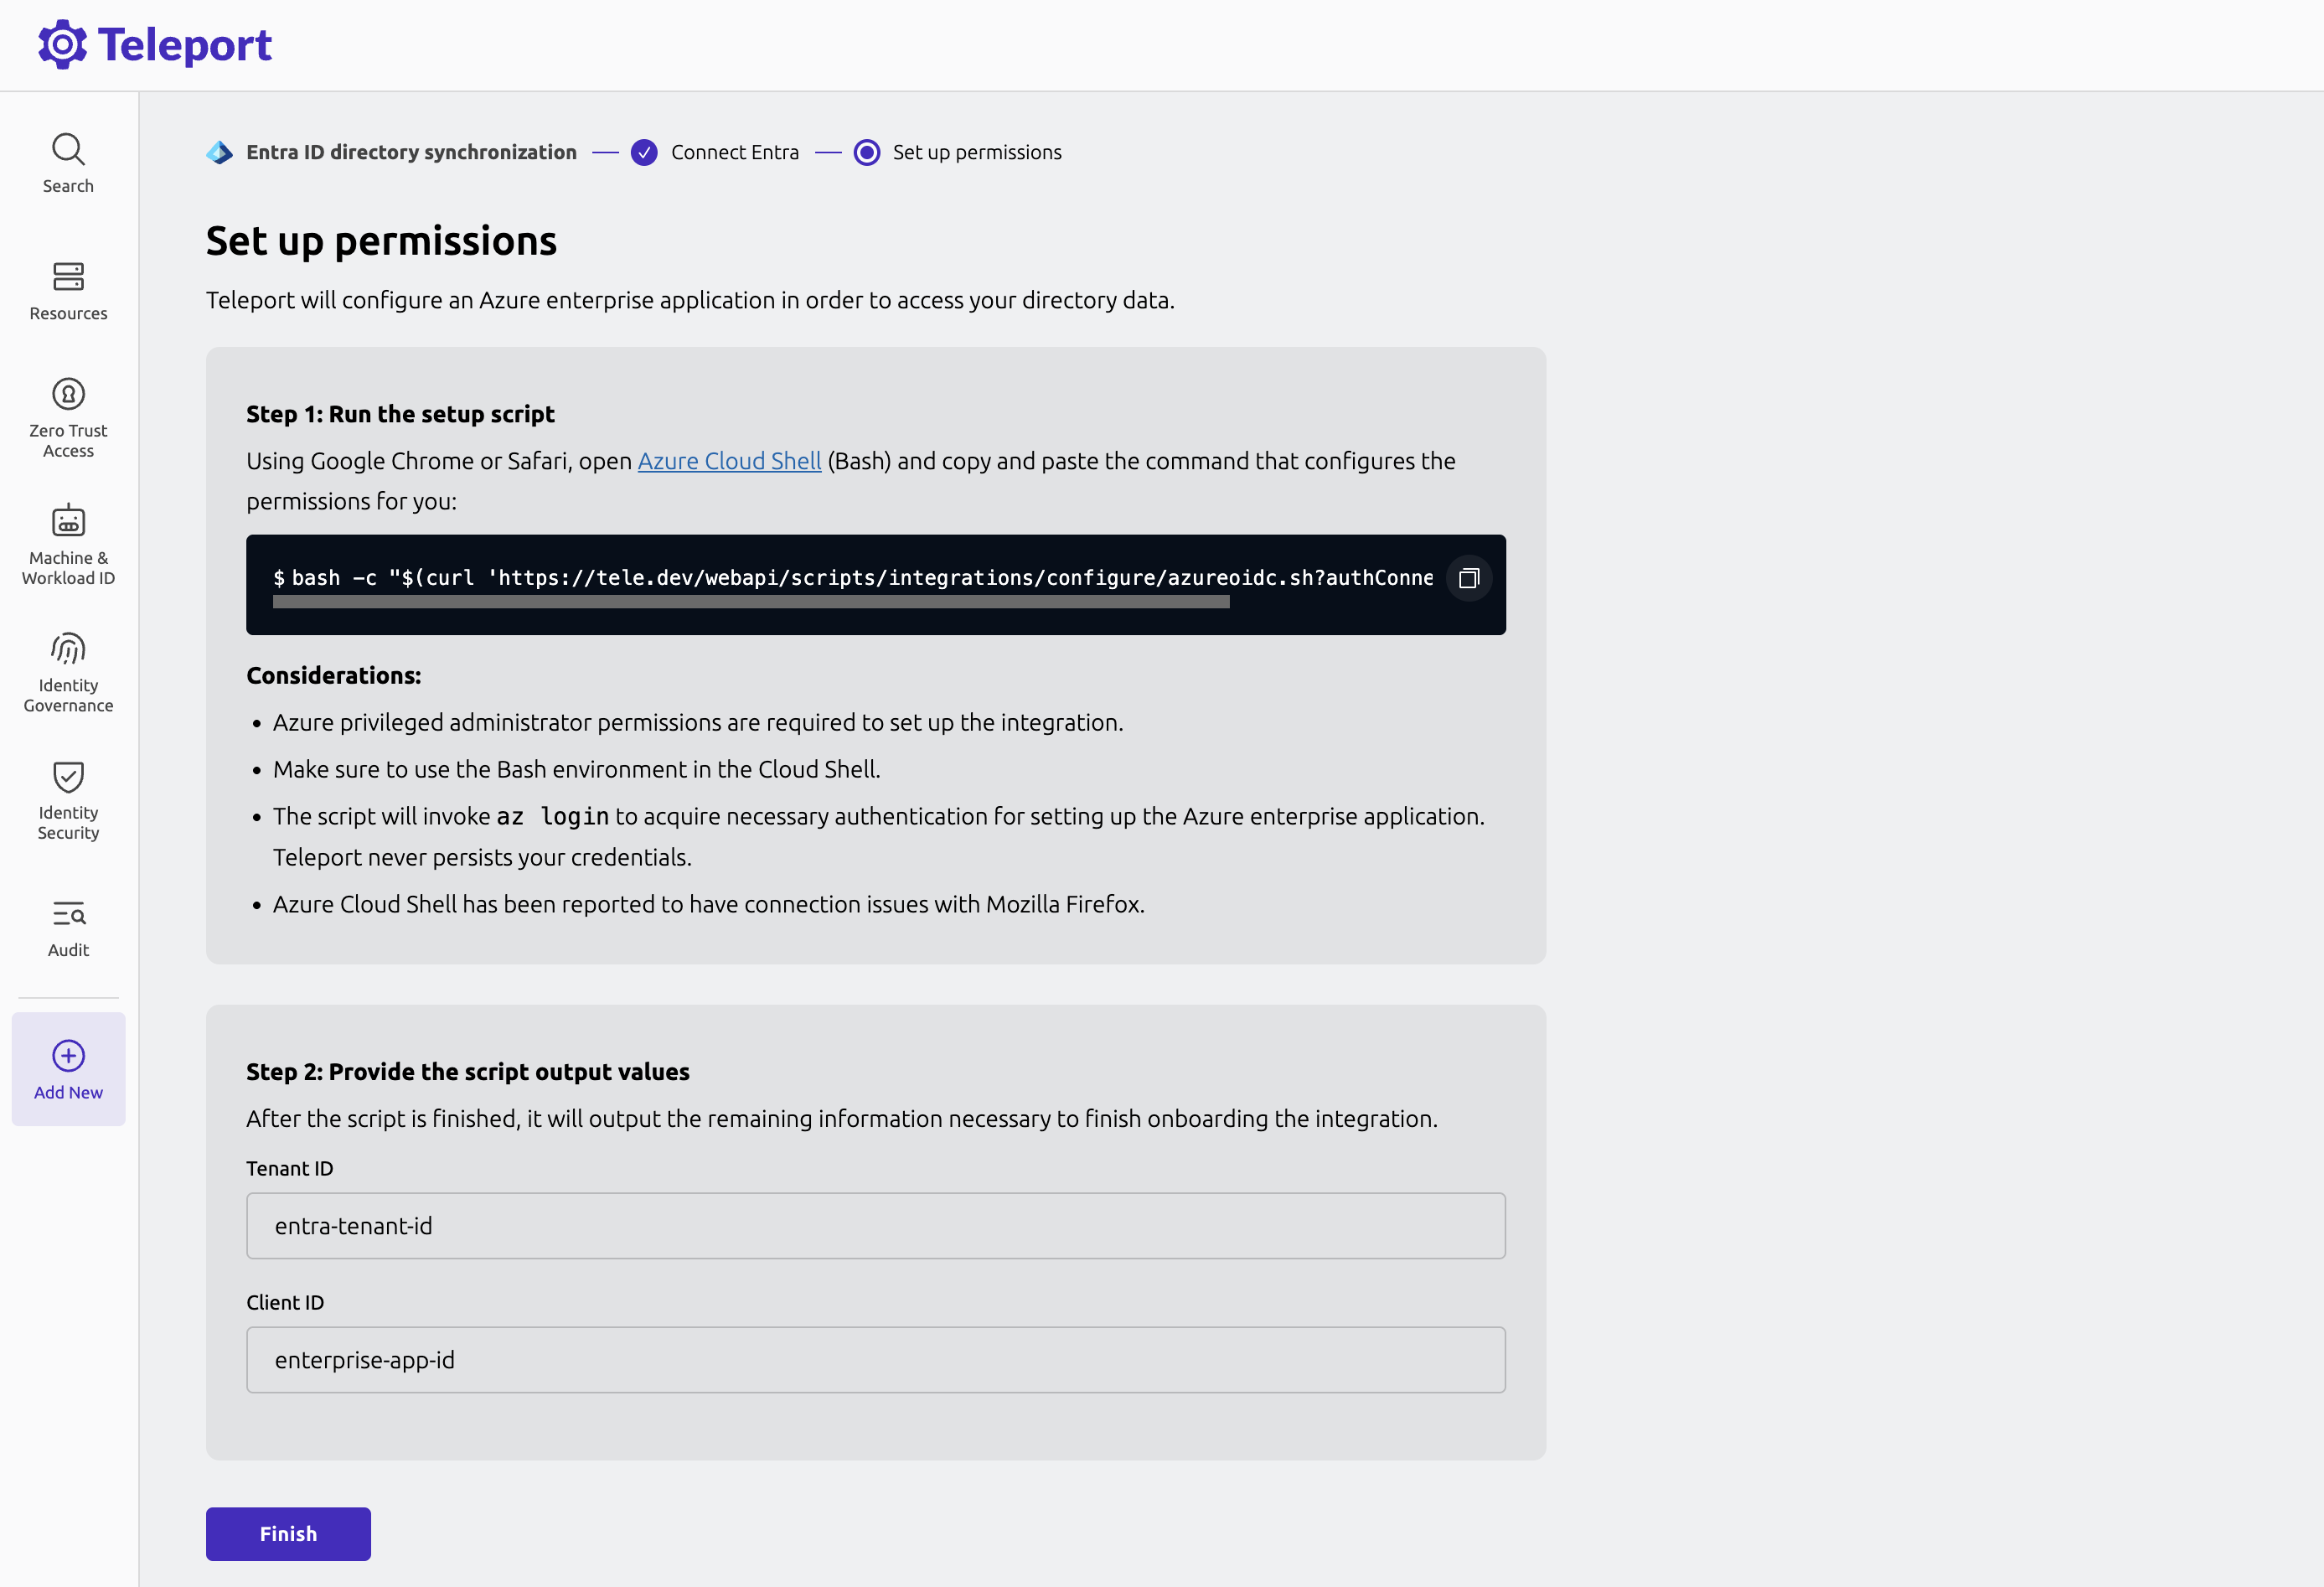 Teleport
Search
Resources
Zero Trust
Access
Machine &
Workload ID
Identity
Governance
Identity
Security
Audit
Add New
Entra ID directory synchronization
Connect Entra
Set up permissions
Set up permissions
Teleport will configure an Azure enterprise application in order to access your directory data.
Step 1: Run the setup script
Using Google Chrome or Safari, open Azure Cloud Shell (Bash) and copy and paste the command that configures the
permissions for you:
$ bash -c "$(curl 'https://tele.dev/webapi/scripts/integrations/configure/azureoidc.sh?authConne
Considerations:
• Azure privileged administrator permissions are required to set up the integration.
• Make sure to use the Bash environment in the Cloud Shell.
• The script will invoke az login to acquire necessary authentication for setting up the Azure enterprise application.
Teleport never persists your credentials.
• Azure Cloud Shell has been reported to have connection issues with Mozilla Firefox.
Step 2: Provide the script output values
After the script is finished, it will output the remaining information necessary to finish onboarding the integration.
Tenant ID
entra-tenant-id
Client ID
enterprise-app-id
Finish